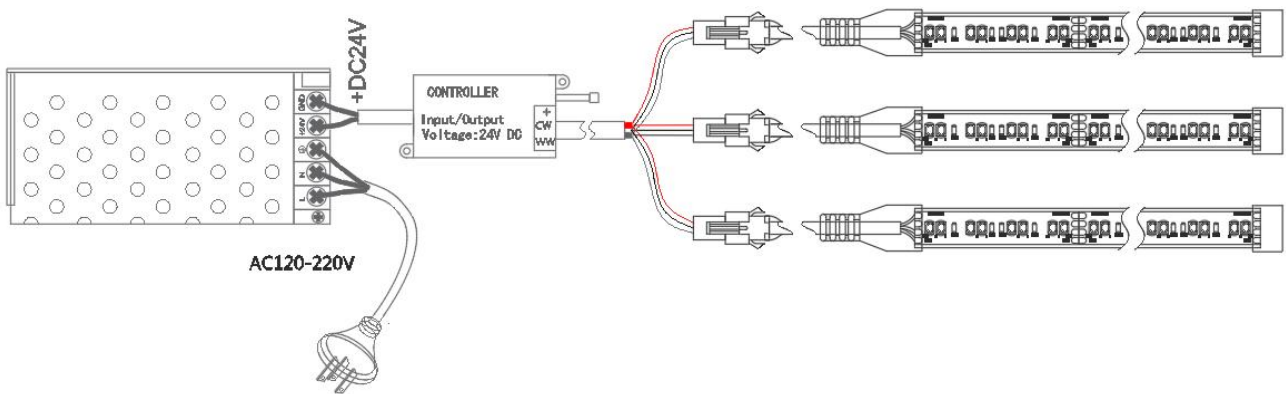 +DC24V
GND
+24V
N
L
AC120-220V
CONTROLLER
Input/Output
Voltage:24V DC
+
CW
WW